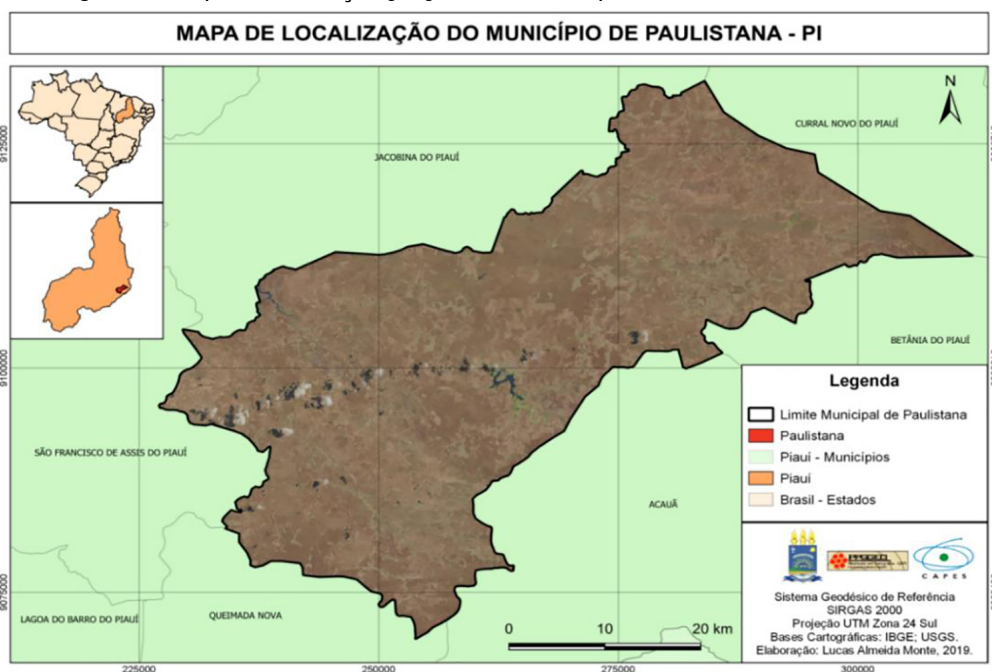 MAPA DE LOCALIZAÇÃO DO MUNICÍPIO DE PAULISTANA - PI
N
CURRAL NOVO DO PIAUÍ
JACOBINA DO PIAUÍ
9125000
BETÂNIA DO PIAUÍ
9100000
SÃO FRANCISCO DE ASSIS DO PIAUÍ
ACAUÃ
9075000
LAGOA DO BARRO DO PIAUÍ
QUEIMADA NOVA
0 10 20 km
225000 250000 275000 300000
Legenda
Limite Municipal de Paulistana
Paulistana
Piauí - Municípios
Piauí
Brasil - Estados
CAPES
Sistema Geodésico de Referência
SIRGAS 2000
Projeção UTM Zona 24 Sul
Bases Cartográficas: IBGE; USGS.
Elaboração: Lucas Almeida Monte, 2019.